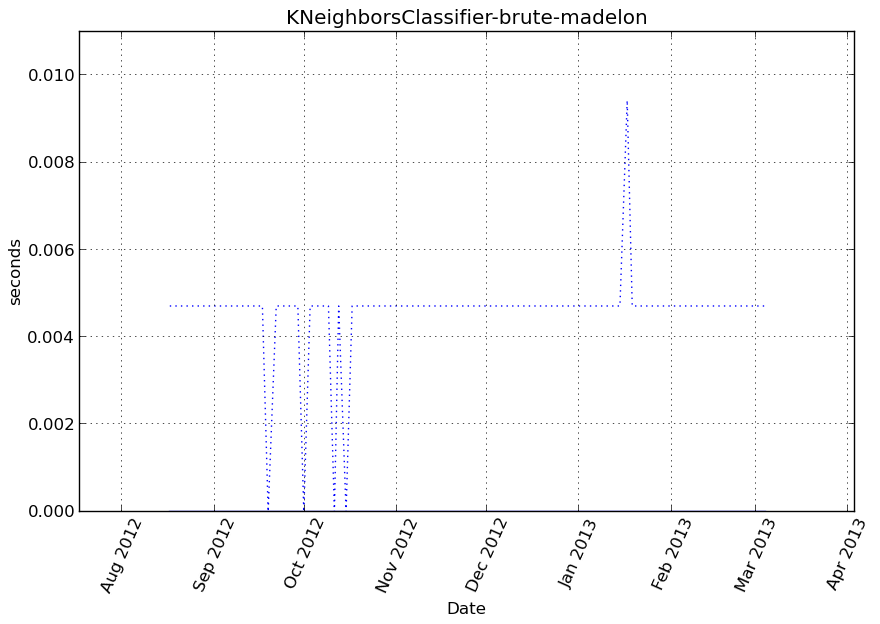 KNeighborsClassifier-brute-madelon
0.010
0.008
0.006
0.004
0.002
0.000
seconds
Aug 2012
Sep 2012
Oct 2012
Nov 2012
Dec 2012
Jan 2013
Feb 2013
Mar 2013
Apr 2013
Date